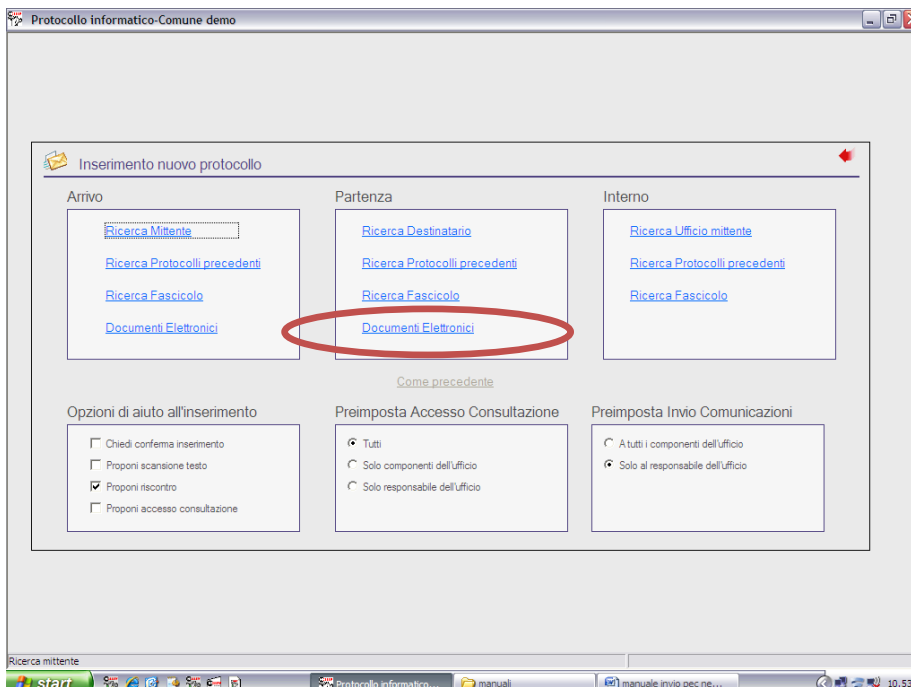 Protocollo informatico-Comune demo
Inserimento nuovo protocollo
Arrivo
Ricerca Mittente
Ricerca Protocolli precedenti
Ricerca Fascicolo
Documenti Elettronici
Partenza
Ricerca Destinatario
Ricerca Protocolli precedenti
Ricerca Fascicolo
Documenti Elettronici
Interno
Ricerca Ufficio mittente
Ricerca Protocolli precedenti
Ricerca Fascicolo
Come precedente
Opzioni di aiuto all'inserimento
Chiedi conferma inserimento
Proponi scansione testo
Proponi riscontro
Proponi accesso consultazione
Preimposta Accesso Consultazione
Tutti
Solo componenti dell'ufficio
Solo responsabile dell'ufficio
Preimposta Invio Comunicazioni
A tutti i componenti dell'ufficio
Solo al responsabile dell'ufficio
Ricerca mittente
start
Protocollo informatico...
manuali
manuale invio pec ne...
10.53